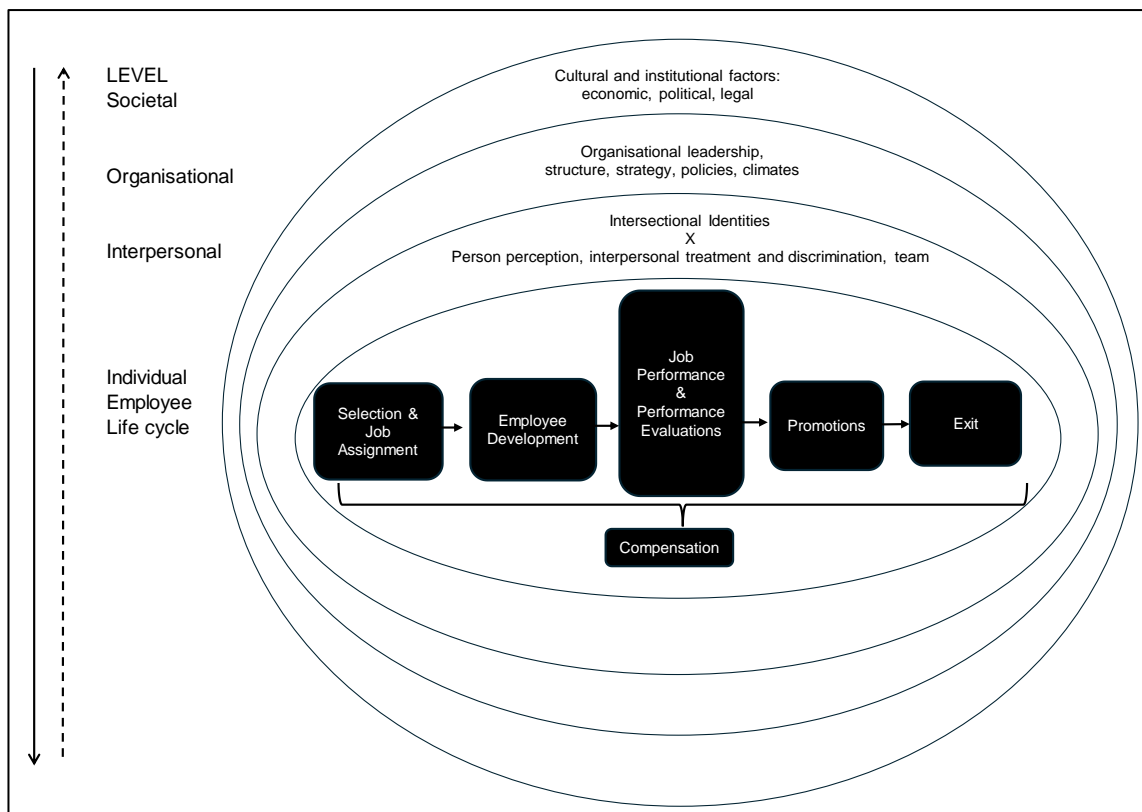 LEVEL
Societal
Cultural and institutional factors:
economic, political, legal
Organisational
Organisational leadership,
structure, strategy, policies, climates
Interpersonal
Intersectional Identities
X
Person perception, interpersonal treatment and discrimination, team
Individual
Employee
Life cycle
Selection &
Job
Assignment
Employee
Development
Job
Performance
&
Performance
Evaluations
Promotions
Exit
Compensation